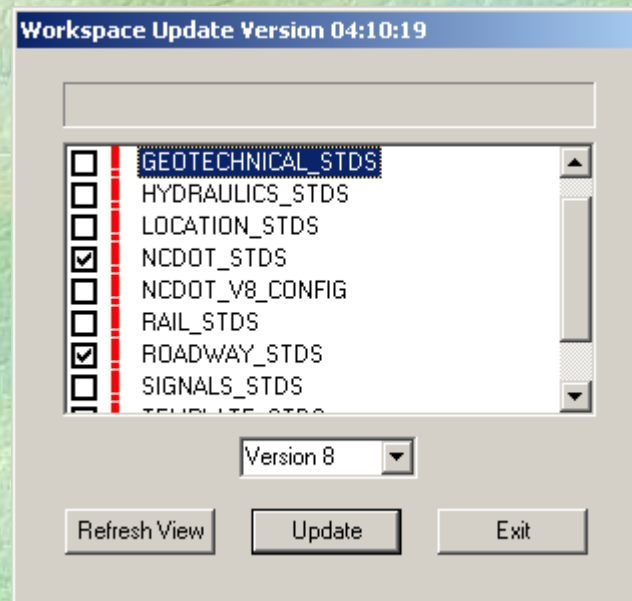 Workspace Update Version 04:10:19
GEOTECHNICAL_STDS
HYDRAULICS_STDS
LOCATION_STDS
NCDOT_STDS
NCDOT_V8_CONFIG
RAIL_STDS
ROADWAY_STDS
SIGNALS_STDS
TEMPLATE_STDS
Version 8
Refresh View Update Exit